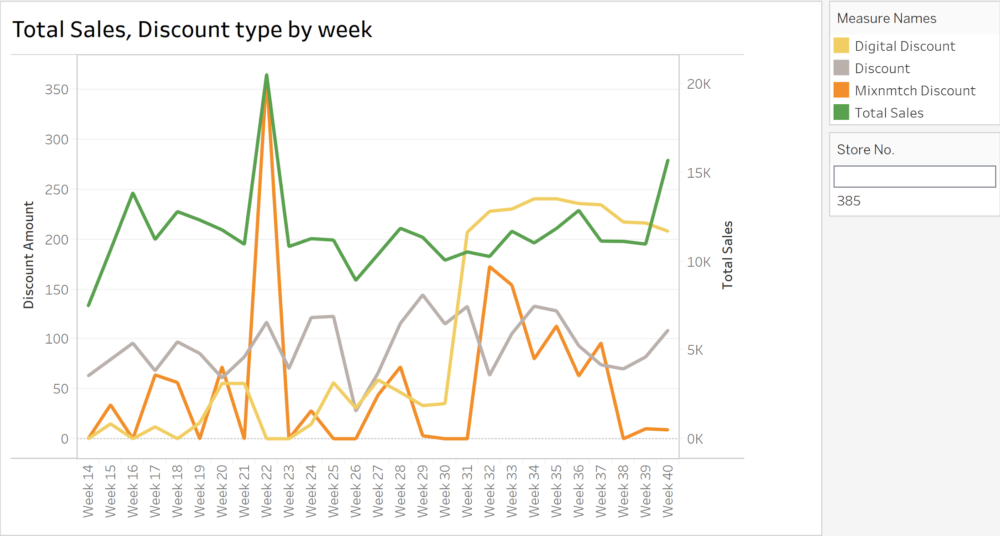 Total Sales, Discount type by week
Discount Amount
350
300
250
200
150
100
50
0
20K
15K
10K
5K
0K
Total Sales
Week 14
Week 15
Week 16
Week 17
Week 18
Week 19
Week 20
Week 21
Week 22
Week 23
Week 24
Week 25
Week 26
Week 27
Week 28
Week 29
Week 30
Week 31
Week 32
Week 33
Week 34
Week 35
Week 36
Week 37
Week 38
Week 39
Week 40
Measure Names
Digital Discount
Discount
Mixnmtch Discount
Total Sales
Store No.
385